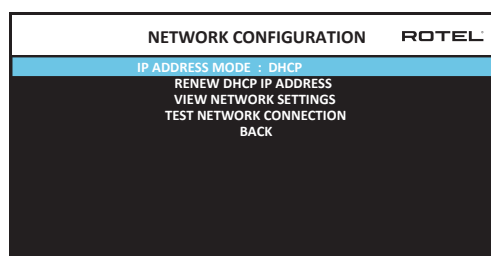 NETWORK CONFIGURATION ROTEL
IP ADDRESS MODE : DHCP
RENEW DHCP IP ADDRESS
VIEW NETWORK SETTINGS
TEST NETWORK CONNECTION
BACK